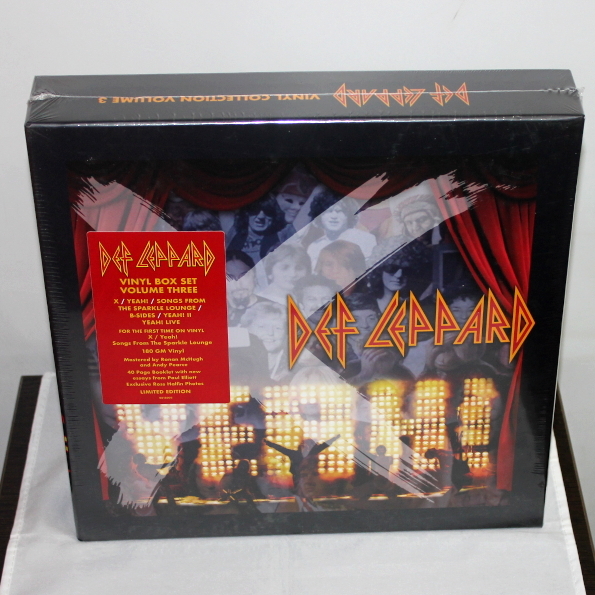 DEF LEPPARD VINYL COLLECTION VOLUME 3
DEF LEPPARD
VINYL BOX SET
VOLUME THREE
X / YEAH! / SONGS FROM
THE SPARKLE LOUNGE /
B-SIDES / YEAH! II
YEAH! LIVE
FOR THE FIRST TIME ON VINYL
X / Yeah!
Songs From The Sparkle Lounge
180 GM Vinyl
Mastered by Ronan McHugh
and Andy Pearce
40 Page Booklet with new
essays from Paul Elliott
Exclusive Ross Halfin Photos
LIMITED EDITION
DEF LEPPARD
YEAH!